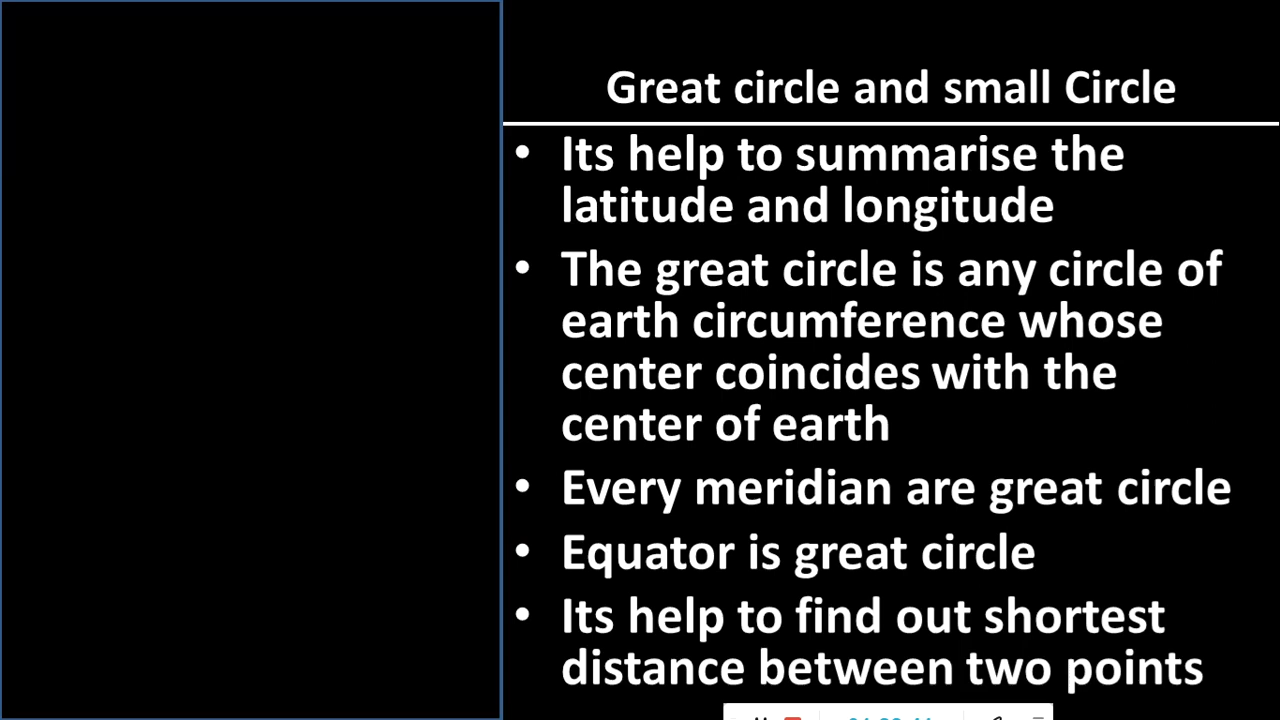 Great circle and small Circle
• Its help to summarise the
latitude and longitude
• The great circle is any circle of
earth circumference whose
center coincides with the
center of earth
• Every meridian are great circle
• Equator is great circle
• Its help to find out shortest
distance between two points